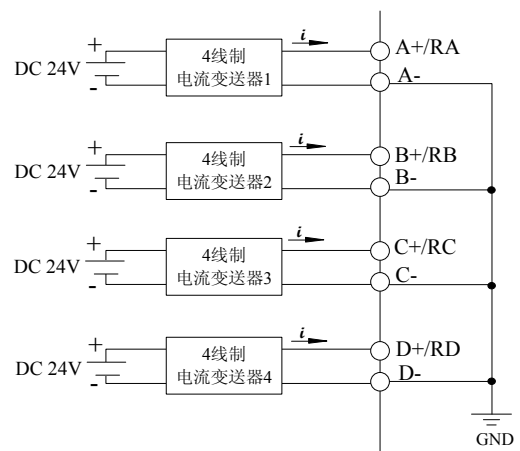 i
A+/RA
+
4线制
DC 24V
电流变送器1
A-
-
i
B+/RB
+
4线制
DC 24V
电流变送器2
B-
-
i
C+/RC
+
4线制
DC 24V
电流变送器3
C-
-
i
D+/RD
+
4线制
DC 24V
电流变送器4
D-
-
GND